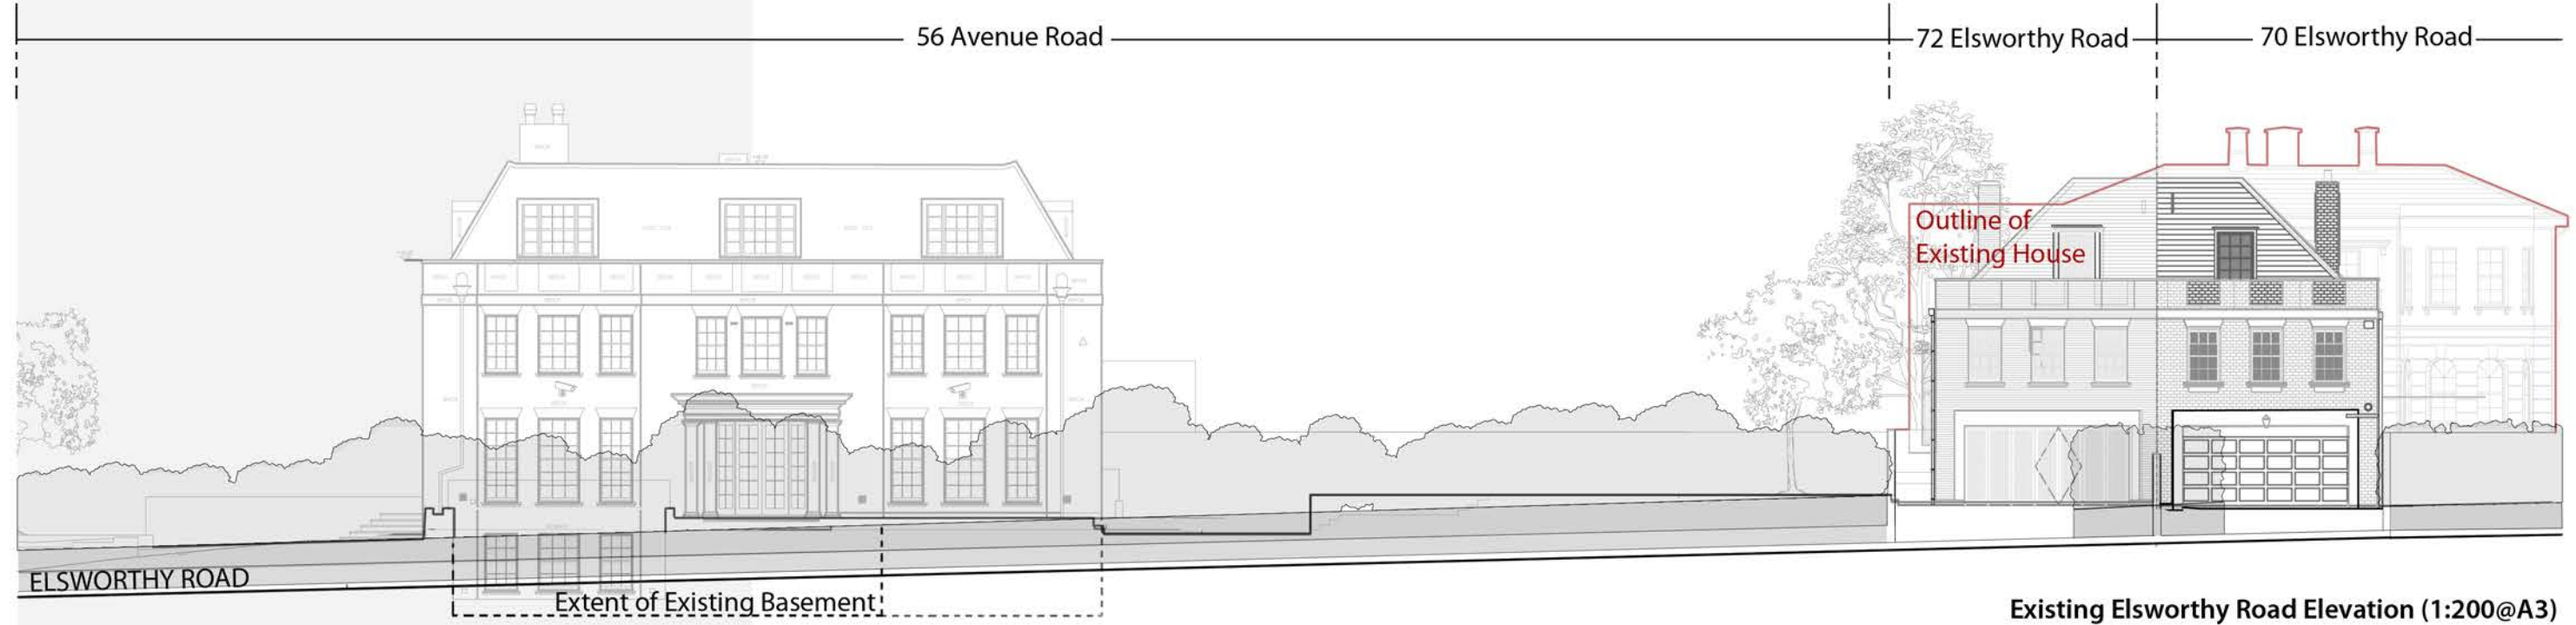 56 Avenue Road
72 Elsworthy Road
70 Elsworthy Road
Outline of
Existing House
ELSWORTHY ROAD
Extent of Existing Basement
Existing Elsworthy Road Elevation (1:200@A3)